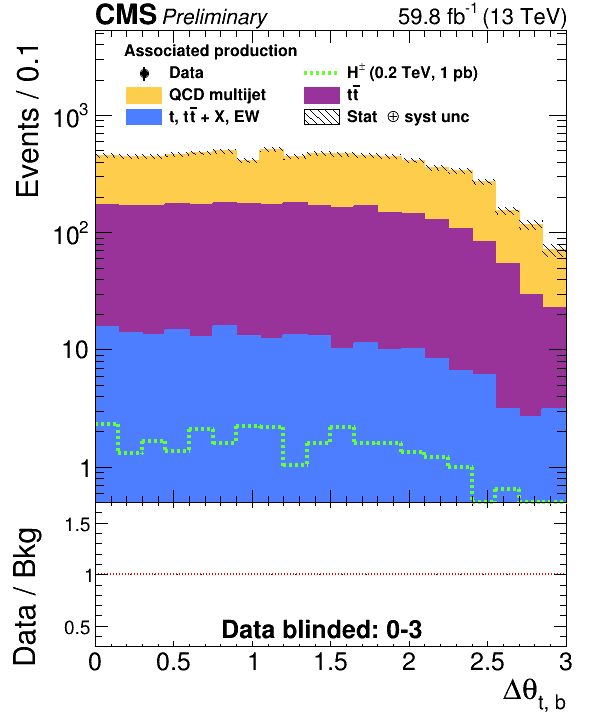 CMS Preliminary 59.8 fb⁻¹ (13 TeV)
Associated production
Data
H± (0.2 TeV, 1 pb)
QCD multijet
tt̄
t, tt̄ + X, EW
Stat ⊕ syst unc
Events / 0.1
10³
10²
10
1
Data / Bkg
1.5
1
0.5
Data blinded: 0-3
0 0.5 1 1.5 2 2.5 3
Δθt, b